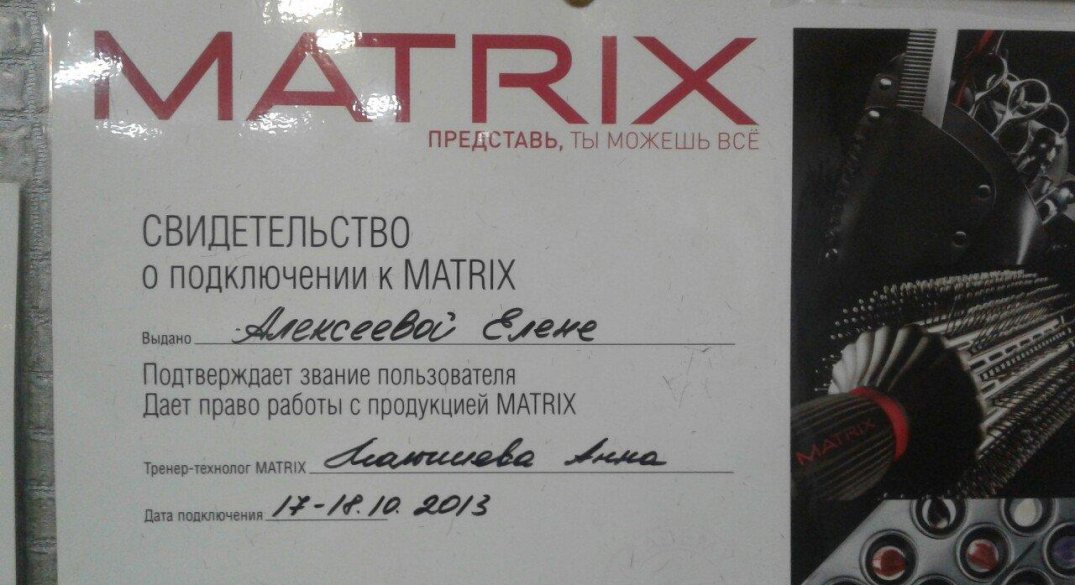 MATRIX
ПРЕДСТАВЬ, ТЫ МОЖЕШЬ ВСЁ
СВИДЕТЕЛЬСТВО
о подключении к MATRIX
Выдано Алексеевой Елене
Подтверждает звание пользователя
Дает право работы с продукцией MATRIX
Тренер-технолог MATRIX Малышева Анна
Дата подключения 17-18.10.2013
MATRIX